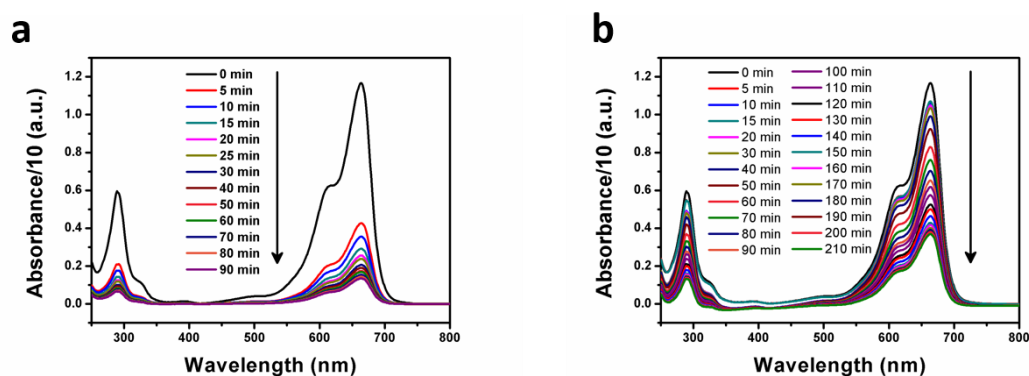 a
Absorbance/10 (a.u.)
1.2
1.0
0.8
0.6
0.4
0.2
0.0
0 min
5 min
10 min
15 min
20 min
25 min
30 min
40 min
50 min
60 min
70 min
80 min
90 min
300 400 500 600 700 800
Wavelength (nm)
b
Absorbance/10 (a.u.)
1.2
1.0
0.8
0.6
0.4
0.2
0.0
0 min 100 min
5 min 110 min
10 min 120 min
15 min 130 min
20 min 140 min
30 min 150 min
40 min 160 min
50 min 170 min
60 min 180 min
70 min 190 min
80 min 200 min
90 min 210 min
300 400 500 600 700 800
Wavelength (nm)